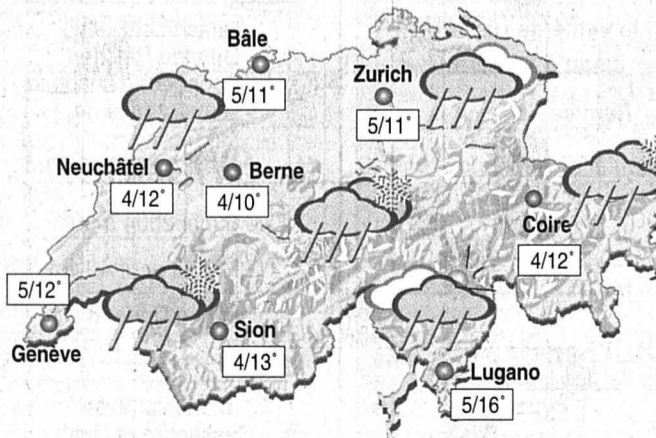 Bâle
5/11°
Zurich
5/11°
Neuchâtel
4/12°
Berne
4/10°
Coire
4/12°
5/12°
Genève
Sion
4/13°
Lugano
5/16°